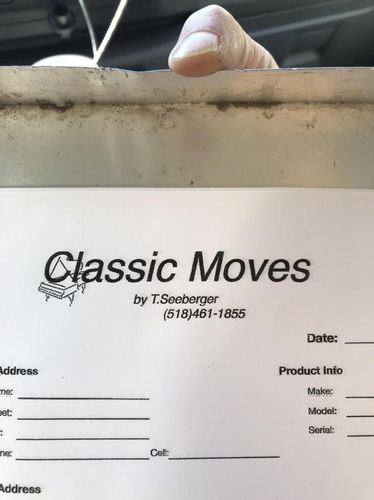 Classic Moves
by T.Seeberger
(518)461-1855
Date:
Address
Product Info
Make:
Model:
Serial:
Cell:
Address